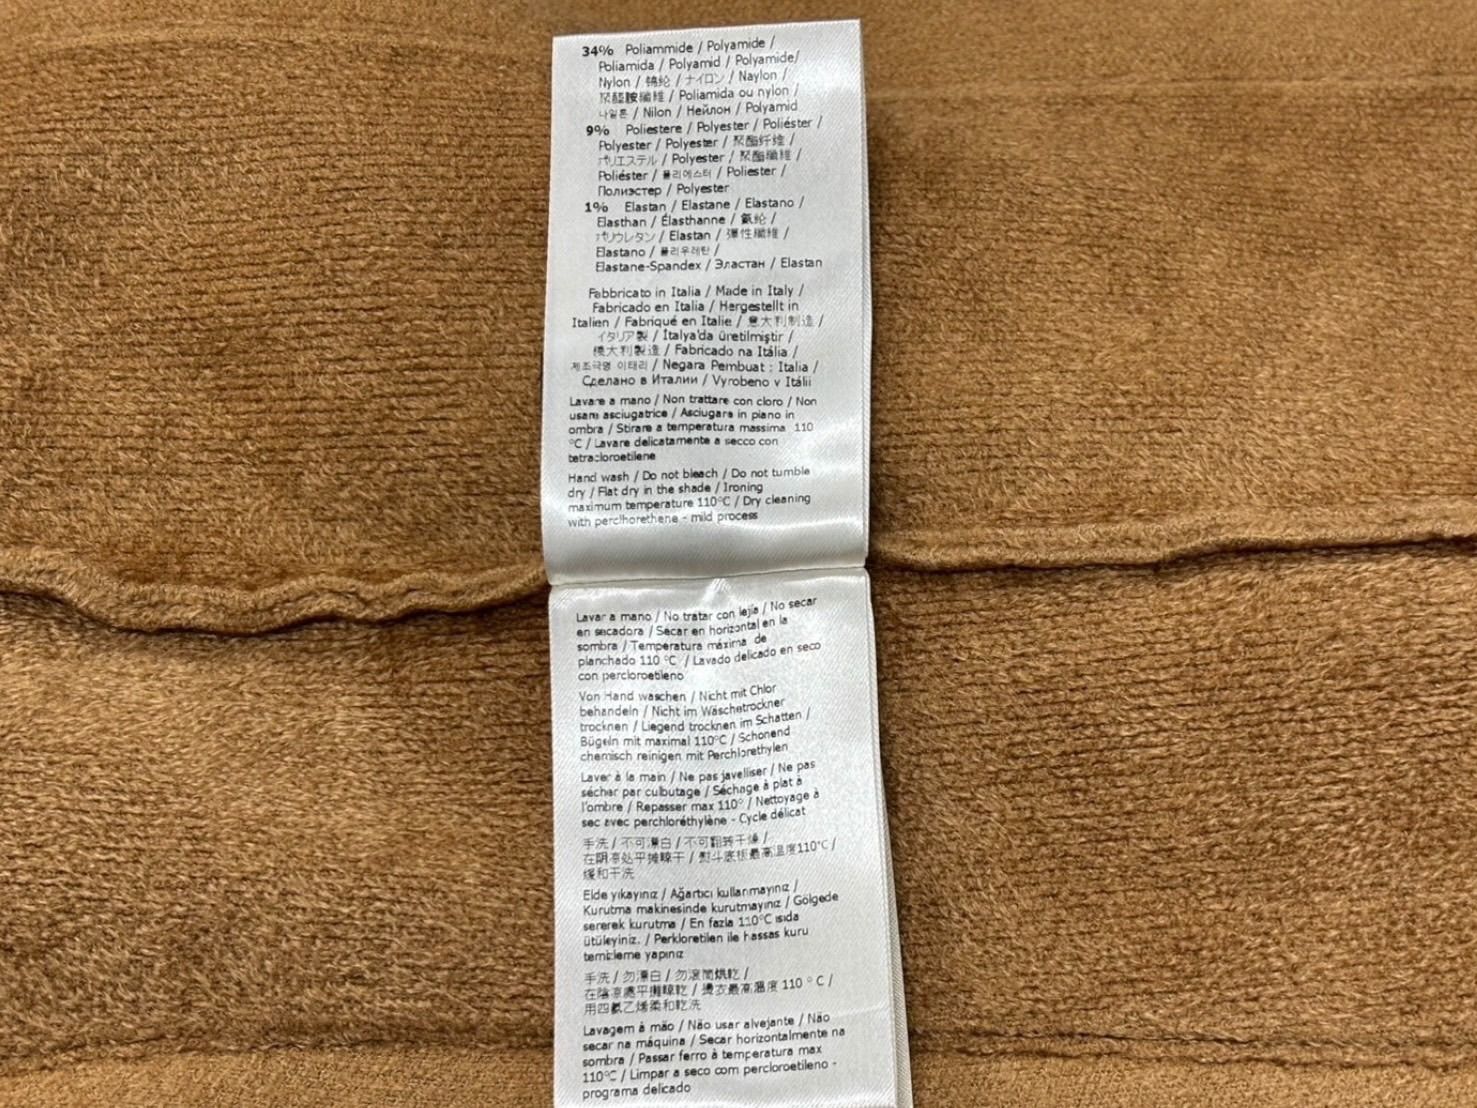 34% Poliammide / Polyamide /
Poliamida / Polyamid / Polyamide/
Nylon / 锦纶 / ナイロン / Naylon /
聚醯胺纖維 / Poliamida ou nylon /
나일론 / Nilon / Нейлон / Polyamid
9% Poliestere / Polyester / Poliéster /
Polyester / Polyester / 聚酯纤维 /
ポリエステル / Polyester / 聚酯纖維 /
Poliéster / 폴리에스터 / Poliester /
Полиэстер / Polyester
1% Elastan / Elastane / Elastano /
Elasthan / Élasthanne / 氨纶 /
ポリウレタン / Elastan / 彈性纖維 /
Elastano / 폴리우레탄 /
Elastane-Spandex / Эластан / Elastan
Fabbricato in Italia / Made in Italy /
Fabricado en Italia / Hergestellt in
Italien / Fabriqué en Italie / 意大利制造 /
イタリア製 / İtalya'da üretilmiştir /
義大利製造 / Fabricado na Itália /
제조국명 이태리 / Negara Pembuat : Italia /
Сделано в Италии / Vyrobeno v Itálii
Lavare a mano / Non trattare con cloro / Non
usare asciugatrice / Asciugare in piano in
ombra / Stirare a temperatura massima 110
°C / Lavare delicatamente a secco con
tetracloroetilene
Hand wash / Do not bleach / Do not tumble
dry / Flat dry in the shade / Ironing
maximum temperature 110°C / Dry cleaning
with perclhorethene - mild process
Lavar a mano / No tratar con lejía / No secar
en secadora / Secar en horizontal en la
sombra / Temperatura máxima de
planchado 110 °C / Lavado delicado en seco
con percloroetileno
Von Hand waschen / Nicht mit Chlor
behandeln / Nicht im Wäschetrockner
trocknen / Liegend trocknen im Schatten /
Bügeln mit maximal 110°C / Schonend
chemisch reinigen mit Perchlorethylen
Laver à la main / Ne pas javelliser / Ne pas
sécher par culbutage / Séchage à plat à
l'ombre / Repasser max 110° / Nettoyage à
sec avec perchloréthylène - Cycle délicat
手洗 / 不可漂白 / 不可翻转干燥 /
在阴凉处平摊晾干 / 熨斗底板最高温度110°C /
缓和干洗
Elde yıkayınız / Ağartıcı kullanmayınız /
Kurutma makinesinde kurutmayınız / Gölgede
sererek kurutma / En fazla 110°C ısıda
ütüleyiniz. / Perkloretilen ile hassas kuru
temizleme yapınız
手洗 / 勿漂白 / 勿滾筒烘乾 /
在陰涼處平攤晾乾 / 燙衣最高溫度 110 ° C /
用四氯乙烯柔和乾洗
Lavagem à mão / Não usar alvejante / Não
secar na máquina / Secar horizontalmente na
sombra / Passar ferro à temperatura max
110°C / Limpar a seco com percloroetileno -
programa delicado